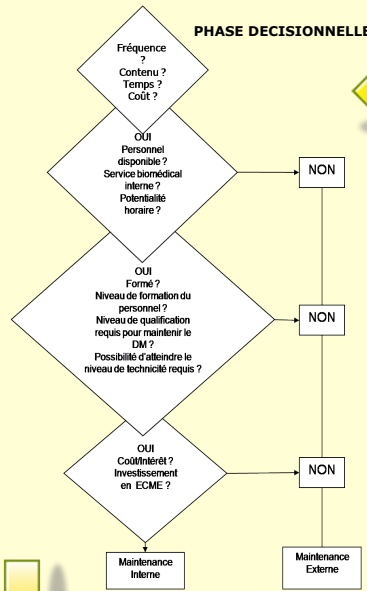 PHASE DECISIONNELLE
Fréquence
?
Contenu ?
Temps ?
Coût ?
OUI
Personnel
disponible ?
Service biomédical
interne ?
Potentialité
horaire ?
NON
OUI
Formé ?
Niveau de formation du
personnel ?
Niveau de qualification
requis pour maintenir le
DM ?
Possibilité d'atteindre le
niveau de technicité requis ?
NON
OUI
Coût/Intérêt ?
Investissement
en ECME ?
NON
Maintenance
Interne
Maintenance
Externe